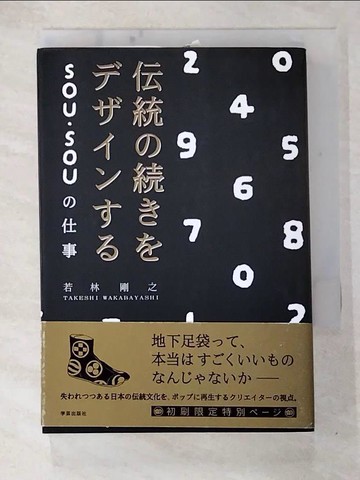 伝統の続きを
デザインする
SOU・SOUの仕事
若林剛之
TAKESHI WAKABAYASHI
2 0
4
9 5
6
8
7 0
2
地下足袋って、
本当はすごくいいもの
なんじゃないか——
失われつつある日本の伝統文化を、ポップに再生するクリエイターの視点。
学芸出版社
初刷限定特別ページ